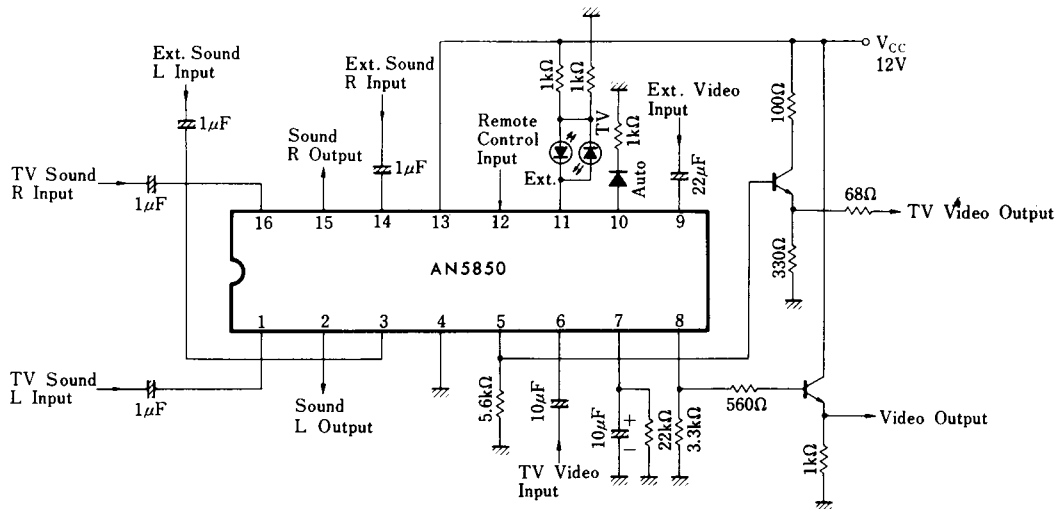 Ext. Sound
L Input
1μF
TV Sound
R Input
1μF
Sound
R Output
Ext. Sound
R Input
1μF
Remote
Control
Input
1kΩ
1kΩ
TV
Ext.
1kΩ
Auto
Ext. Video
Input
22μF
V_CC
12V
100Ω
68Ω
TV Video Output
330Ω
16
15
14
13
12
11
10
9
AN5850
1
2
3
4
5
6
7
8
TV Sound
L Input
1μF
Sound
L Output
5.6kΩ
10μF
TV Video
Input
10μF
+
−
22kΩ
3.3kΩ
560Ω
Video Output
1kΩ